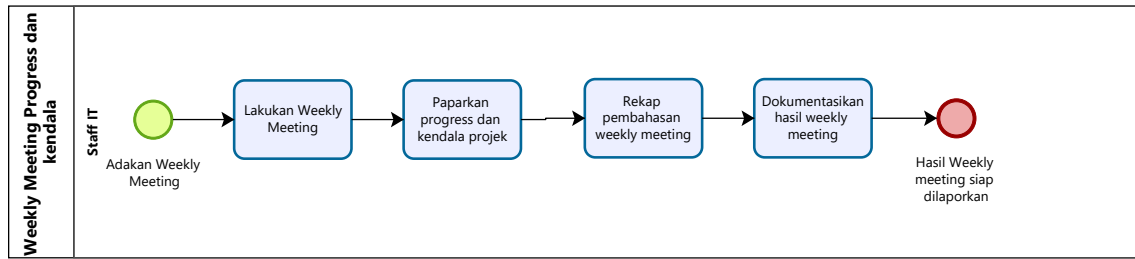 Weekly Meeting Progress dan
kendala
Staff IT
Adakan Weekly
Meeting
Lakukan Weekly
Meeting
Paparkan
progress dan
kendala projek
Rekap
pembahasan
weekly meeting
Dokumentasikan
hasil weekly
meeting
Hasil Weekly
meeting siap
dilaporkan